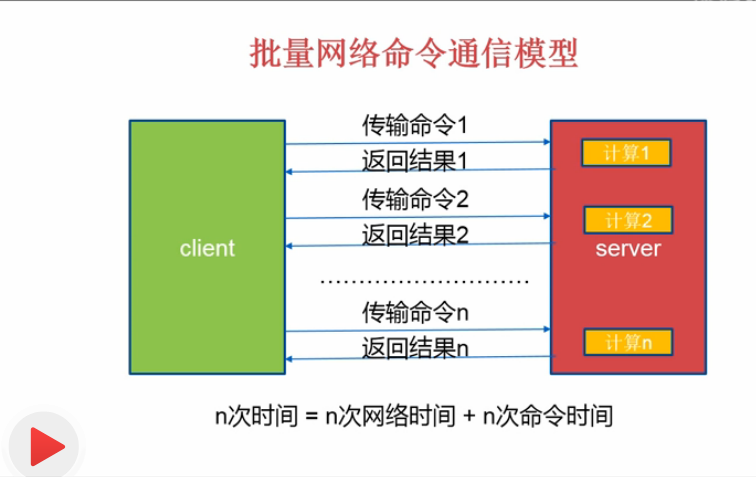 批量网络命令通信模型
传输命令1
计算1
返回结果1
传输命令2
计算2
返回结果2
client
server
...........................
传输命令n
计算n
返回结果n
n次时间 = n次网络时间 + n次命令时间